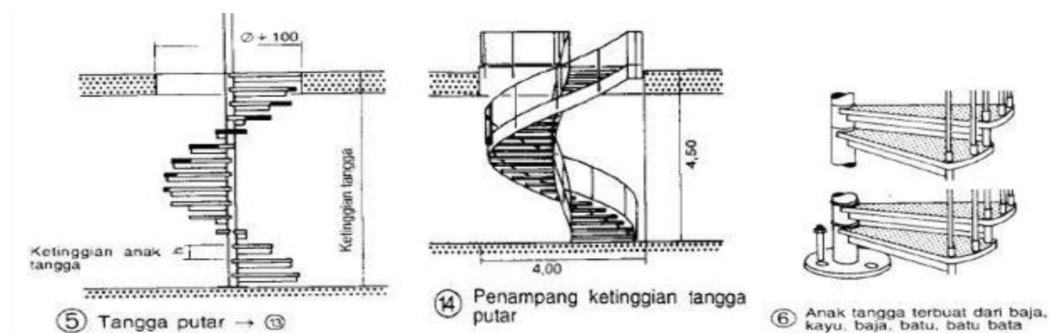 Ø + 100
Ketinggian tangga
Ketinggian anak h
tangga
⑤ Tangga putar → ⑬
4,50
4,00
⑭ Penampang ketinggian tangga
putar
⑥ Anak tangga terbuat dari baja,
kayu, baja, batu, batu bata